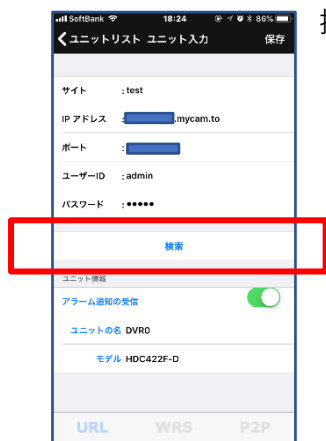 SoftBank 18:24 86%
ユニットリスト ユニット入力 保存
サイト :test
IP アドレス : .mycam.to
ポート :
ユーザーID :admin
パスワード :●●●●●
検索
ユニット情報
アラーム通知の受信
ユニットの名 DVR0
モデル HDC422F-D
URL WRS P2P